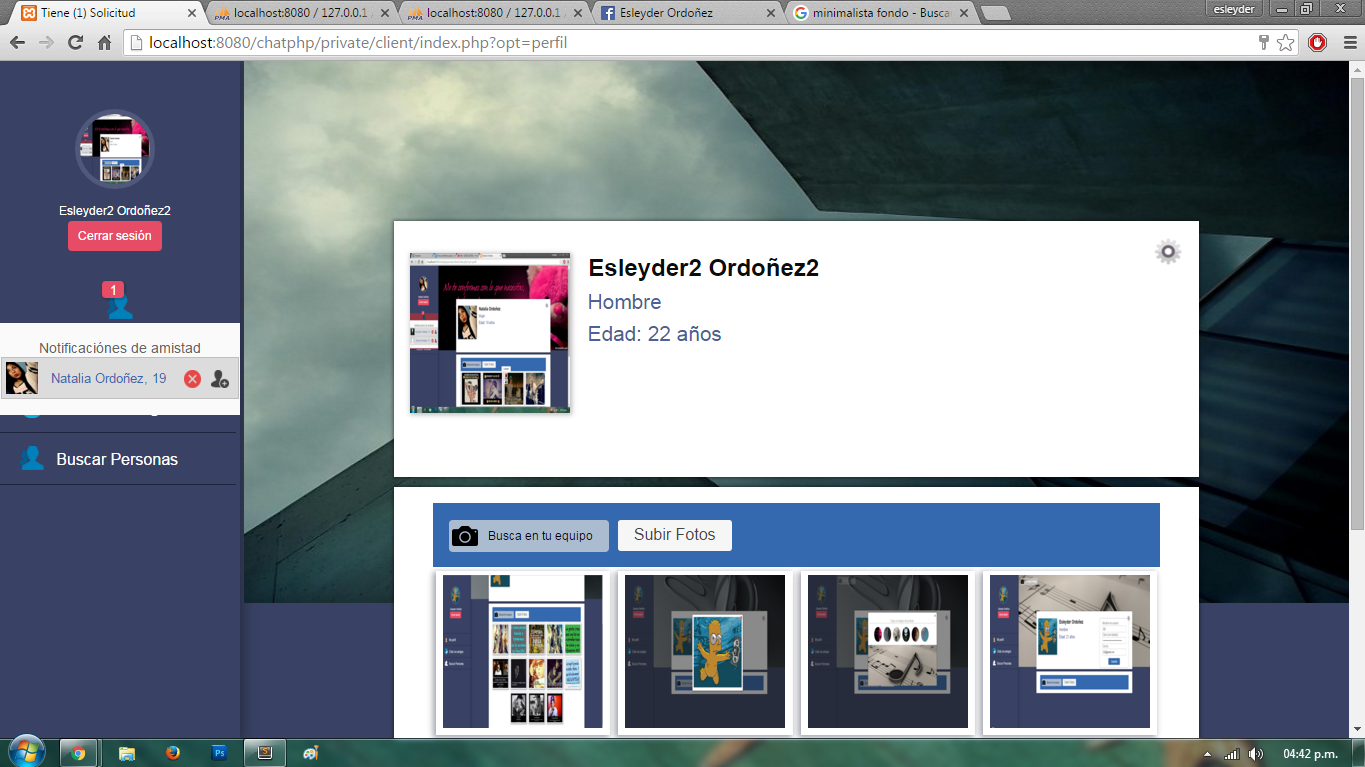 Tiene (1) Solicitud
localhost:8080 / 127.0.0.1
localhost:8080 / 127.0.0.1
Esleyder Ordoñez
minimalista fondo - Busca
esleyder
localhost:8080/chatphp/private/client/index.php?opt=perfil
Esleyder2 Ordoñez2
Cerrar sesión
1
Notificaciónes de amistad
Natalia Ordoñez, 19
Buscar Personas
Esleyder2 Ordoñez2
Hombre
Edad: 22 años
Busca en tu equipo
Subir Fotos
04:42 p.m.